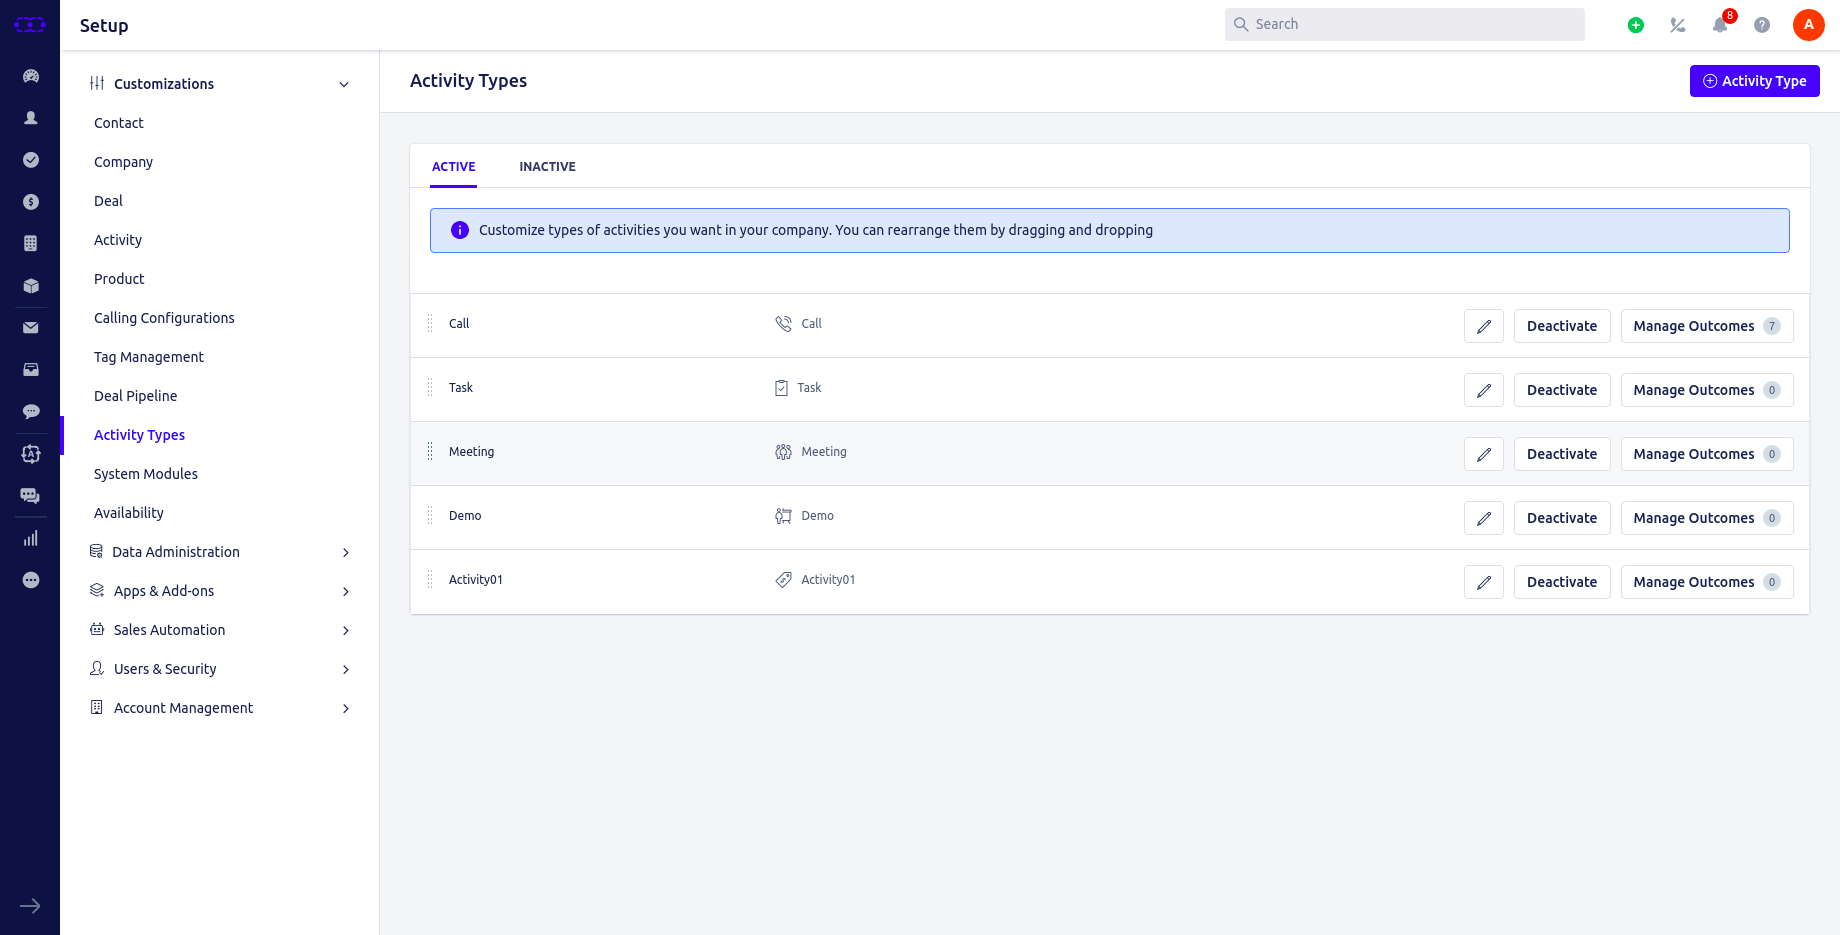 Setup
Search
8
A
Customizations
Contact
Company
Deal
Activity
Product
Calling Configurations
Tag Management
Deal Pipeline
Activity Types
System Modules
Availability
Data Administration
Apps & Add-ons
Sales Automation
Users & Security
Account Management
Activity Types
Activity Type
ACTIVE INACTIVE
Customize types of activities you want in your company. You can rearrange them by dragging and dropping
Call Call Deactivate Manage Outcomes 7
Task Task Deactivate Manage Outcomes 0
Meeting Meeting Deactivate Manage Outcomes 0
Demo Demo Deactivate Manage Outcomes 0
Activity01 Activity01 Deactivate Manage Outcomes 0